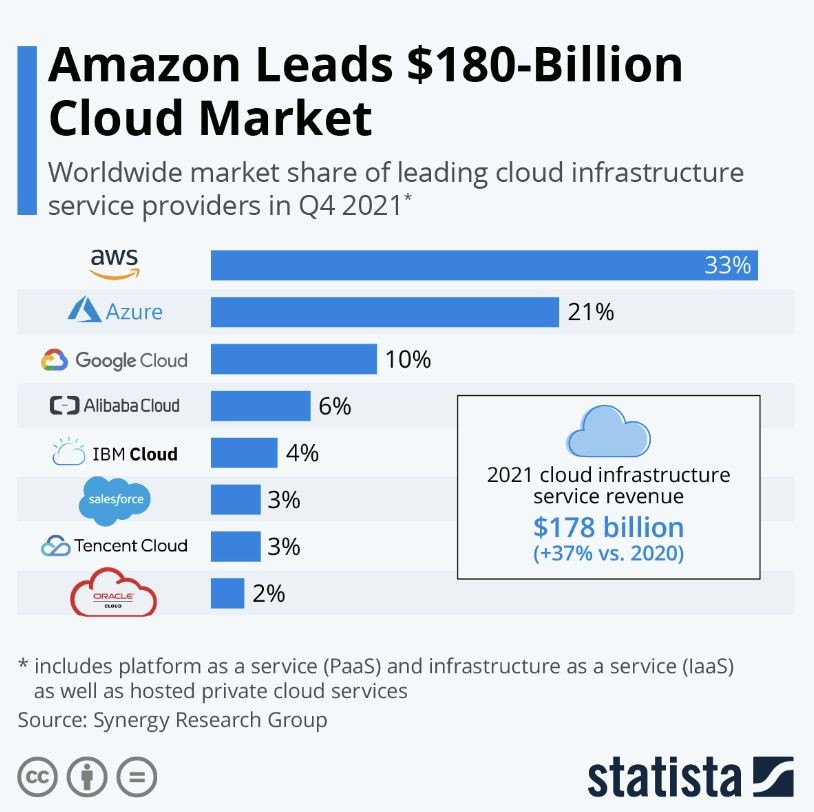 Amazon Leads $180-Billion
Cloud Market
Worldwide market share of leading cloud infrastructure
service providers in Q4 2021*
aws
33%
Azure
21%
Google Cloud
10%
Alibaba Cloud
6%
IBM Cloud
4%
salesforce
3%
Tencent Cloud
3%
ORACLE
CLOUD
2%
2021 cloud infrastructure
service revenue
$178 billion
(+37% vs. 2020)
* includes platform as a service (PaaS) and infrastructure as a service (IaaS)
as well as hosted private cloud services
Source: Synergy Research Group
cc
statista